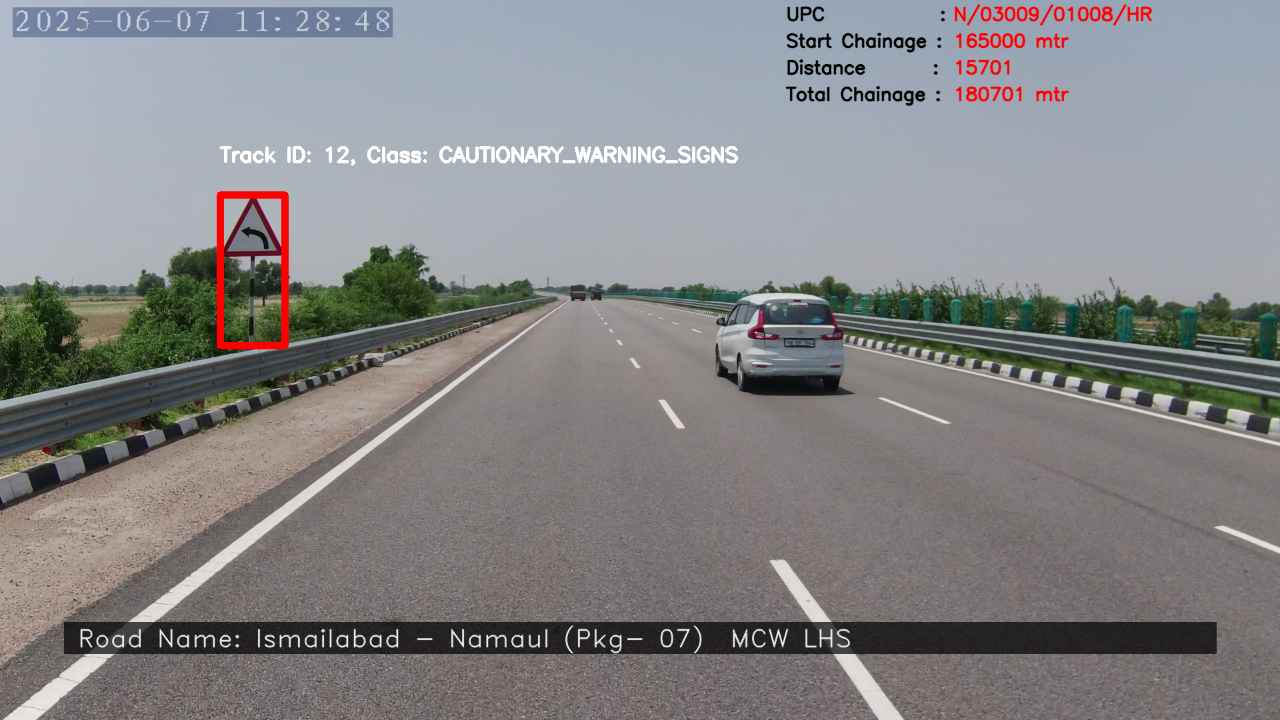 2025-06-07 11:28:48
UPC : N/03009/01008/HR
Start Chainage : 165000 mtr
Distance : 15701
Total Chainage : 180701 mtr
Track ID: 12, Class: CAUTIONARY_WARNING_SIGNS
Road Name: Ismailabad - Namaul (Pkg- 07) MCW LHS